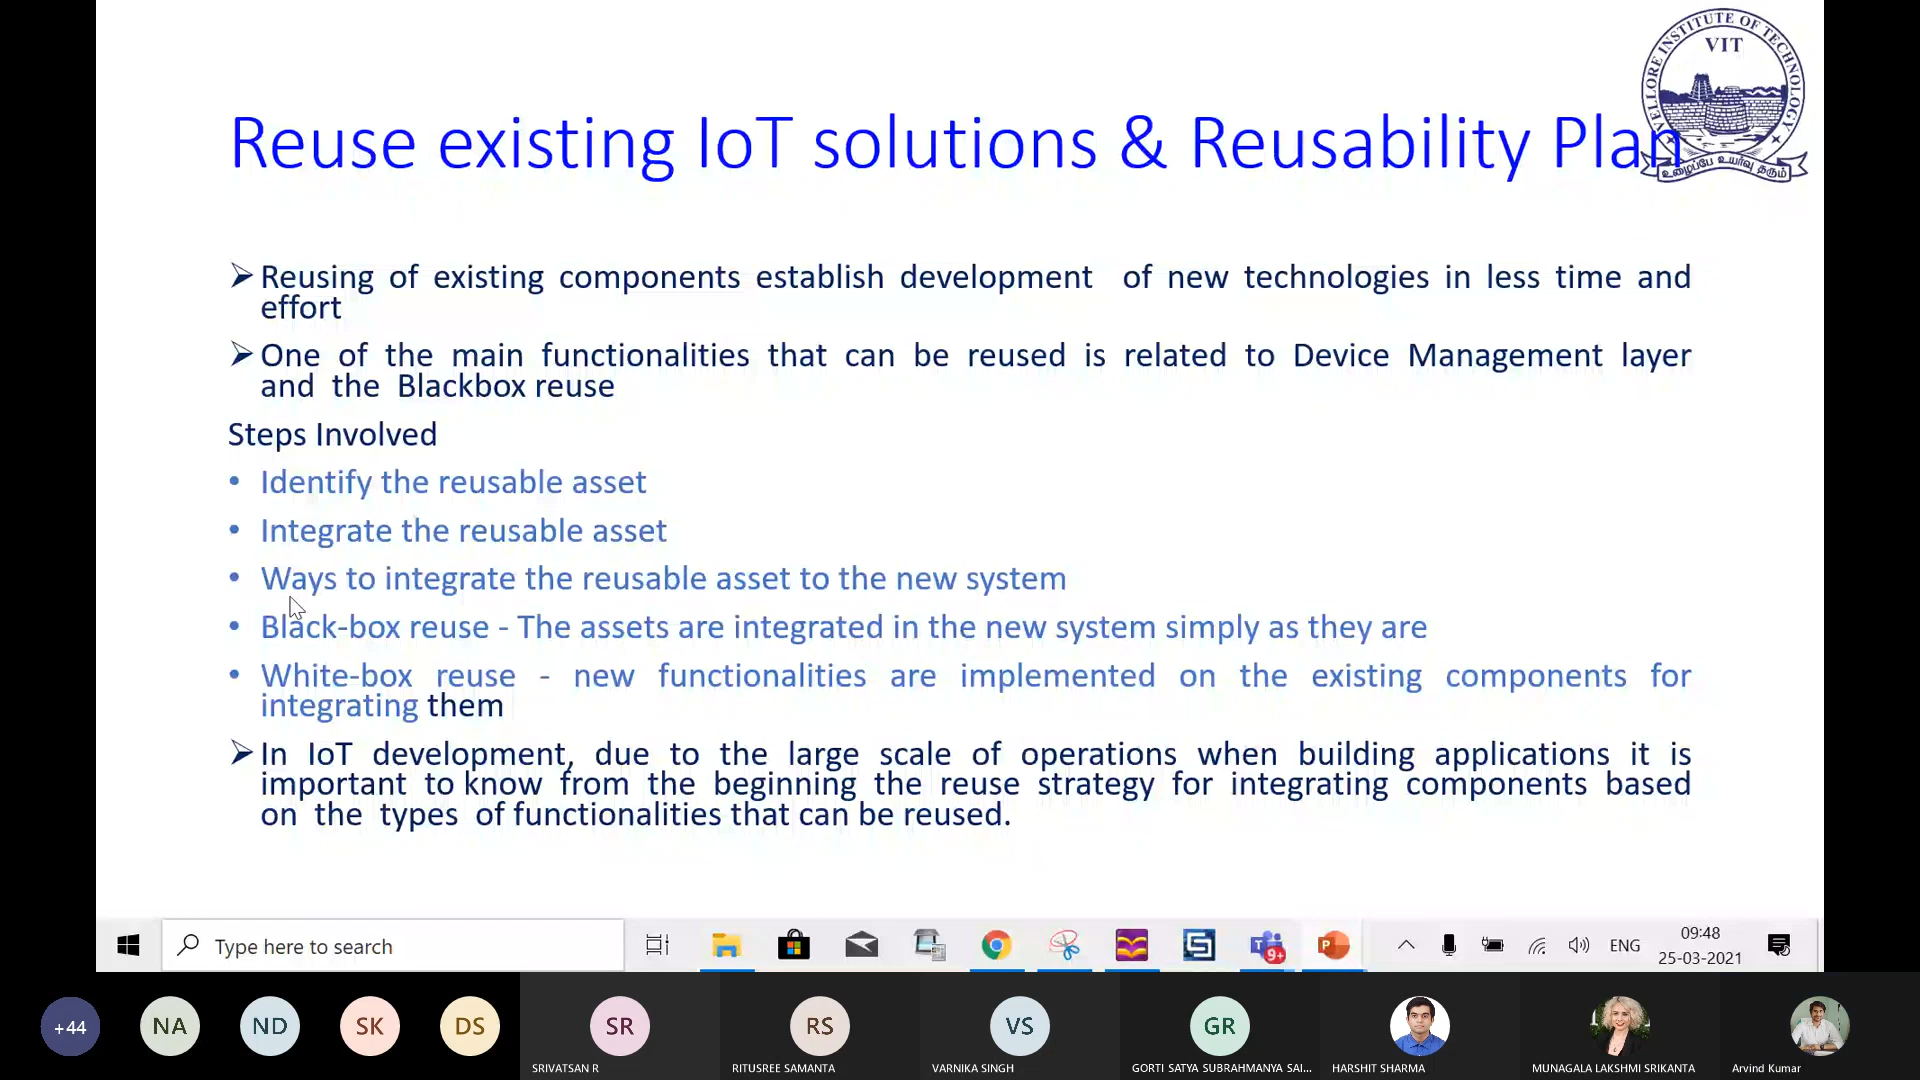 VELLORE INSTITUTE OF TECHNOLOGY
VIT
உழைப்பே உயர்வு தரும்
Reuse existing IoT solutions & Reusability Plan
Reusing of existing components establish development of new technologies in less time and
effort
One of the main functionalities that can be reused is related to Device Management layer
and the Blackbox reuse
Steps Involved
• Identify the reusable asset
• Integrate the reusable asset
• Ways to integrate the reusable asset to the new system
• Black-box reuse - The assets are integrated in the new system simply as they are
• White-box reuse - new functionalities are implemented on the existing components for
integrating them
In IoT development, due to the large scale of operations when building applications it is
important to know from the beginning the reuse strategy for integrating components based
on the types of functionalities that can be reused.
Type here to search
9+
P
ENG
09:48
25-03-2021
+44
NA
ND
SK
DS
SR
RS
VS
GR
SRIVATSAN R
RITUSREE SAMANTA
VARNIKA SINGH
GORTI SATYA SUBRAHMANYA SAI...
HARSHIT SHARMA
MUNAGALA LAKSHMI SRIKANTA
Arvind Kumar